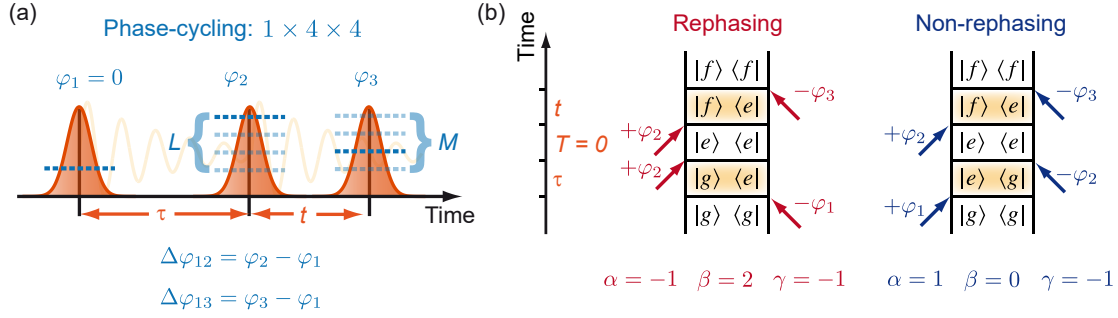 (a)
Phase-cycling: 1 × 4 × 4
φ₁ = 0 φ₂ φ₃
L M
Time
τ t
Δφ₁₂ = φ₂ − φ₁
Δφ₁₃ = φ₃ − φ₁
(b)
Time
t
T = 0
τ
Rephasing
|f⟩ ⟨f|
−φ₃
|f⟩ ⟨e|
+φ₂
|e⟩ ⟨e|
+φ₂
|g⟩ ⟨e|
−φ₁
|g⟩ ⟨g|
α = −1 β = 2 γ = −1
Non-rephasing
|f⟩ ⟨f|
−φ₃
|f⟩ ⟨e|
+φ₂
|e⟩ ⟨e|
−φ₂
|e⟩ ⟨g|
+φ₁
|g⟩ ⟨g|
α = 1 β = 0 γ = −1